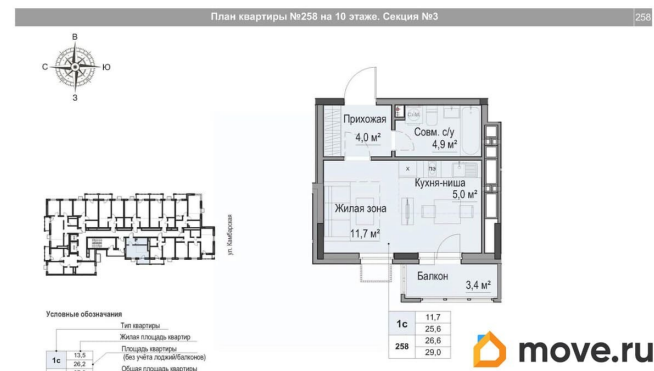 План квартиры №258 на 10 этаже. Секция №3
258
В
С
Ю
З
Прихожая
4,0 м²
Совм. с/у
4,9 м²
х
пэ
Кухня-ниша
5,0 м²
Жилая зона
11,7 м²
Балкон
3,4 м²
ул. Камбарская
1с
11,7
25,6
258
26,6
29,0
Условные обозначания
Тип квартиры
Жилая площадь квартир
Площадь квартиры
(без учёта лоджий/балконов)
Общая площадь квартиры
1с
13,5
26,2
move.ru